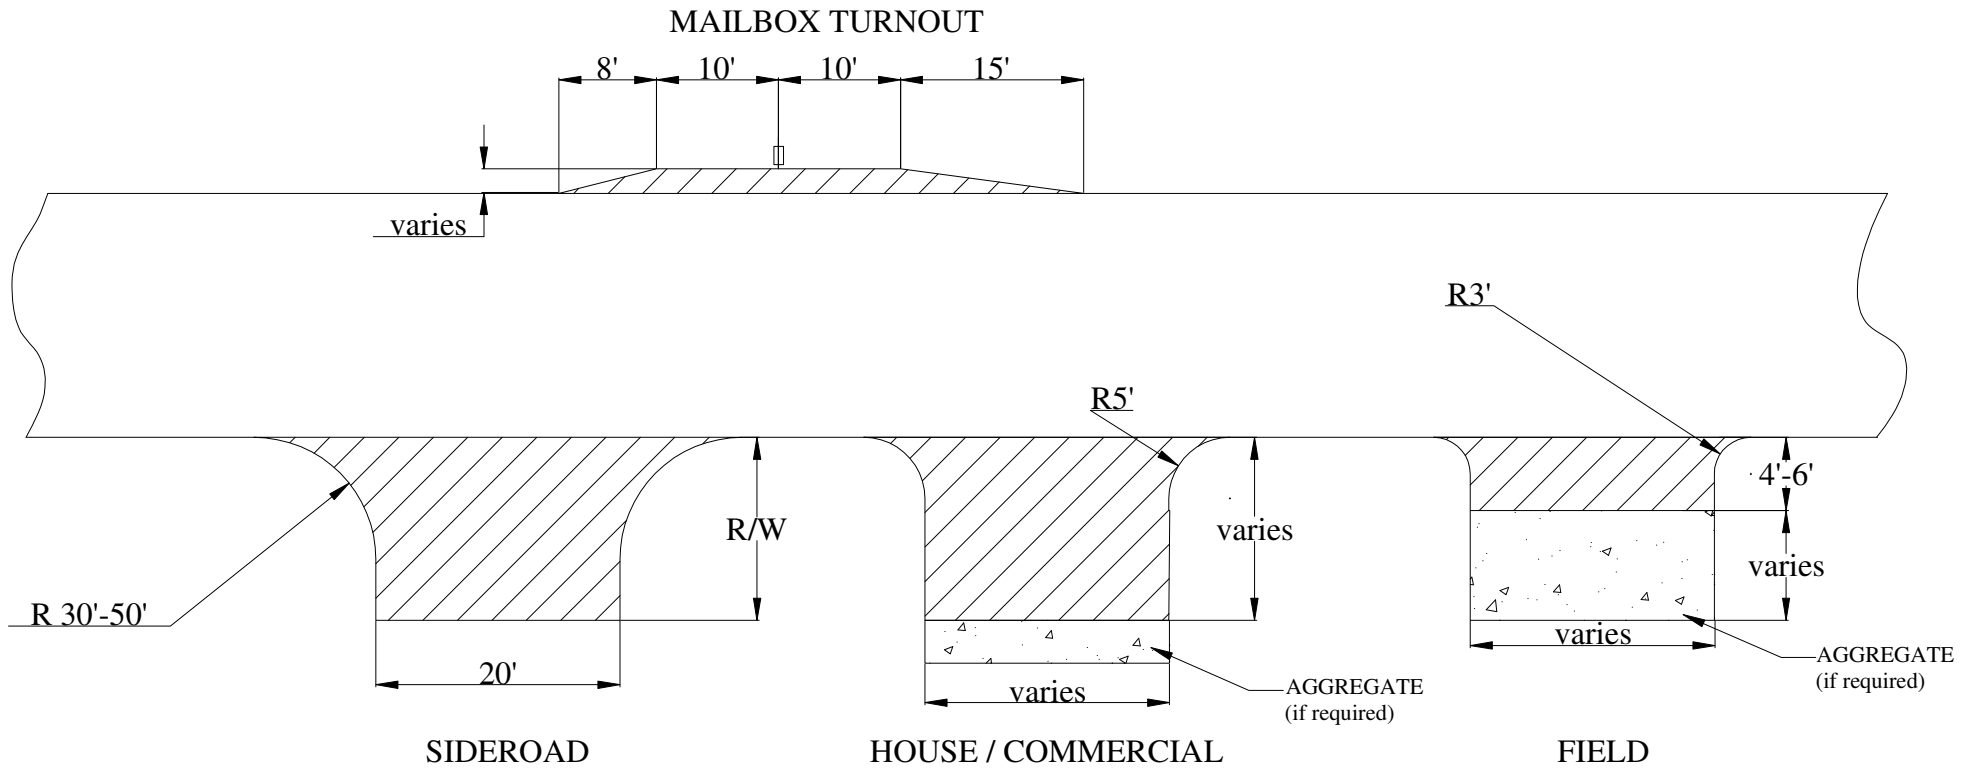 MAILBOX TURNOUT
8' 10' 10' 15'
varies
R3'
R5'
R 30'-50'
R/W
varies
4'-6'
varies
20'
varies
varies
AGGREGATE
(if required)
AGGREGATE
(if required)
SIDEROAD
HOUSE / COMMERCIAL
FIELD